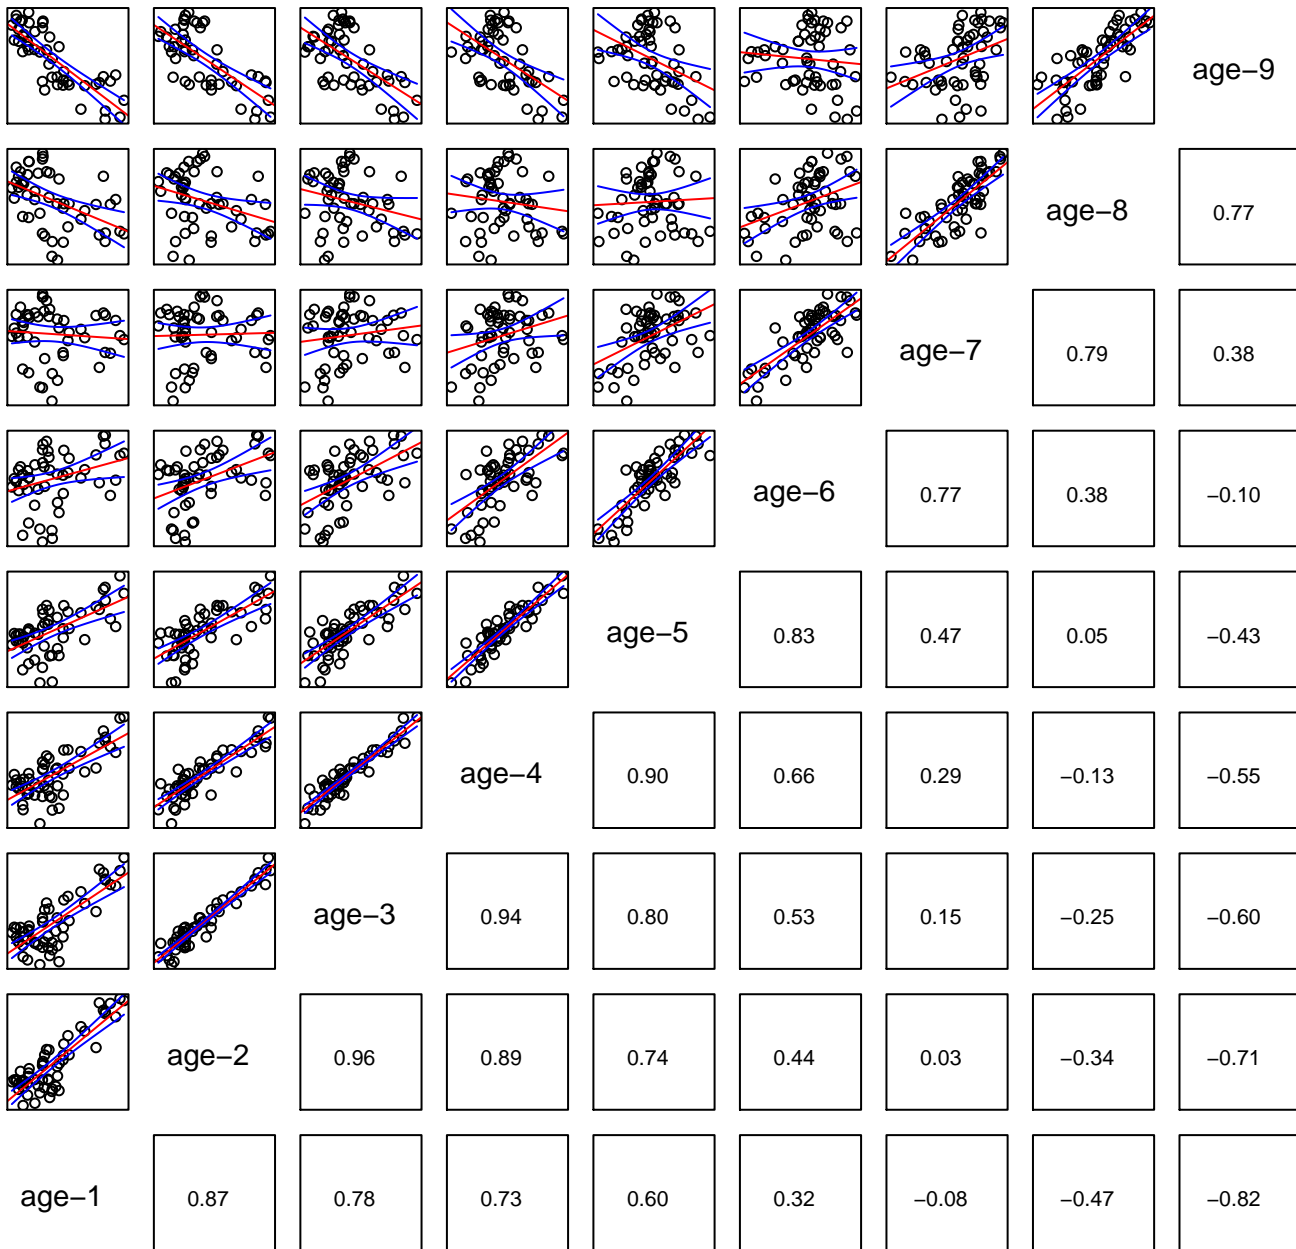 age−9
age−8 0.77
age−7 0.79 0.38
age−6 0.77 0.38 −0.10
age−5 0.83 0.47 0.05 −0.43
age−4 0.90 0.66 0.29 −0.13 −0.55
age−3 0.94 0.80 0.53 0.15 −0.25 −0.60
age−2 0.96 0.89 0.74 0.44 0.03 −0.34 −0.71
age−1 0.87 0.78 0.73 0.60 0.32 −0.08 −0.47 −0.82